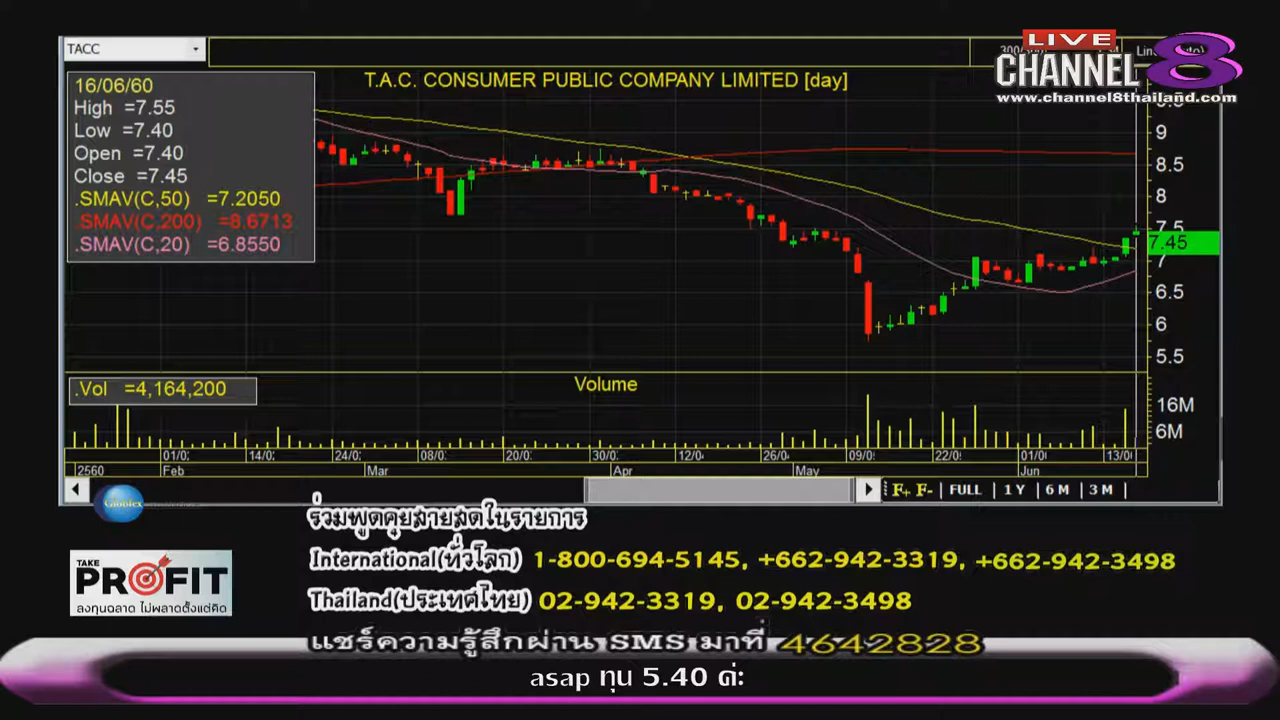 TACC
LIVE
CHANNEL 8
www.channel8thailand.com
T.A.C. CONSUMER PUBLIC COMPANY LIMITED [day]
16/06/60
High =7.55
Low =7.40
Open =7.40
Close =7.45
.SMAV(C,50) =7.2050
.SMAV(C,200) =8.6713
.SMAV(C,20) =6.8550
9
8.5
8
7.5
7.45
7
6.5
6
5.5
.Vol =4,164,200
Volume
16M
6M
01/0 14/0 24/0 08/0 20/0 30/0 12/0 26/0 09/0 22/0 01/0 13/0
2560 Feb Mar Apr May Jun
F+ F- FULL 1 Y 6 M 3 M
Globlex
ร่วมพูดคุยสายสดในรายการ
International(ทั่วโลก) 1-800-694-5145, +662-942-3319, +662-942-3498
TAKE PROFIT
ลงทุนฉลาด ไม่พลาดตั้งแต่คิด
Thailand(ประเทศไทย) 02-942-3319, 02-942-3498
แชร์ความรู้สึกผ่าน SMS มาที่ 4642828
asap ทุน 5.40 ค่ะ